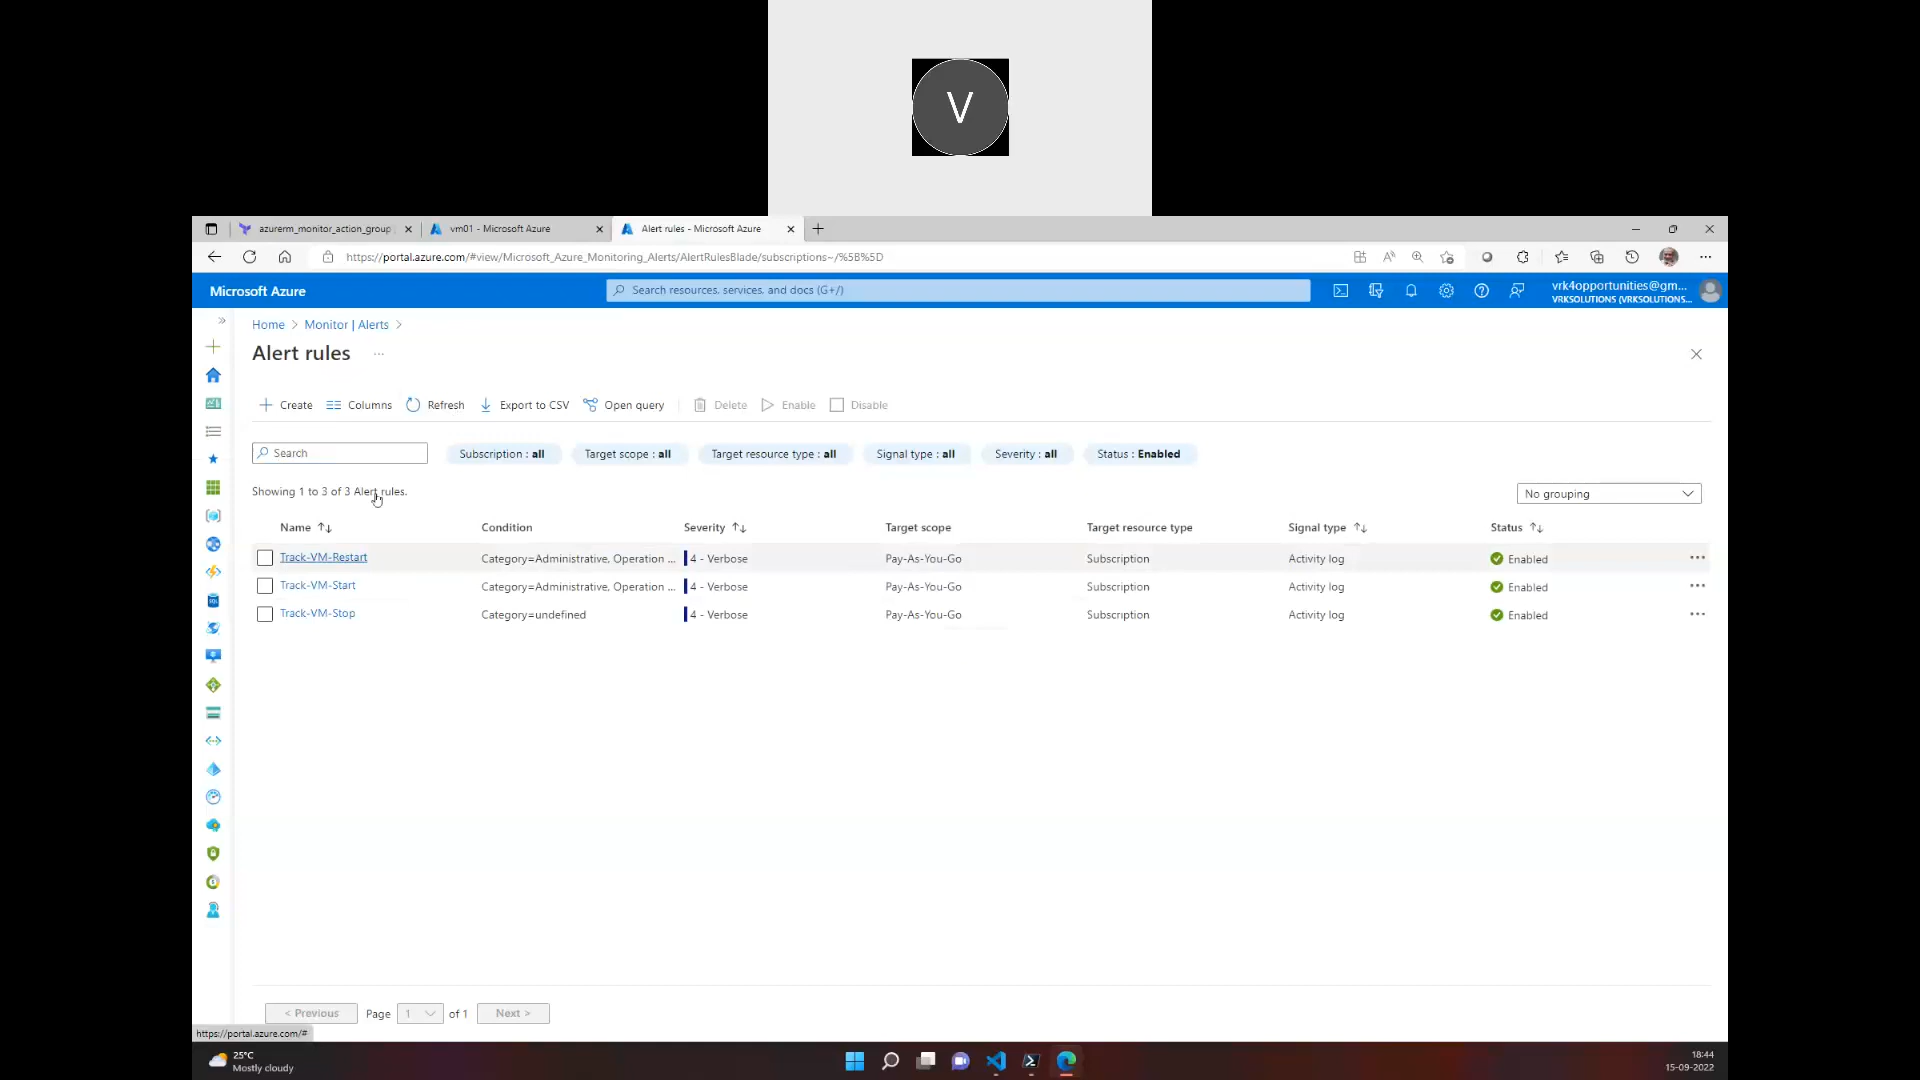 V
azurerm_monitor_action_group
vm01 - Microsoft Azure
Alert rules - Microsoft Azure
https://portal.azure.com/#view/Microsoft_Azure_Monitoring_Alerts/AlertRulesBlade/subscriptions~/%5B%5D
Microsoft Azure
Search resources, services, and docs (G+/)
vrk4opportunities@gm...
VRKSOLUTIONS (VRKSOLUTIONS...
Home > Monitor | Alerts >
Alert rules ...
Create Columns Refresh Export to CSV Open query Delete Enable Disable
Search
Subscription : all
Target scope : all
Target resource type : all
Signal type : all
Severity : all
Status : Enabled
Showing 1 to 3 of 3 Alert rules.
No grouping
Name Condition Severity Target scope Target resource type Signal type Status
Track-VM-Restart Category=Administrative, Operation ... 4 - Verbose Pay-As-You-Go Subscription Activity log Enabled
Track-VM-Start Category=Administrative, Operation ... 4 - Verbose Pay-As-You-Go Subscription Activity log Enabled
Track-VM-Stop Category=undefined 4 - Verbose Pay-As-You-Go Subscription Activity log Enabled
< Previous Page 1 of 1 Next >
https://portal.azure.com/#
25°C
Mostly cloudy
18:44
15-09-2022